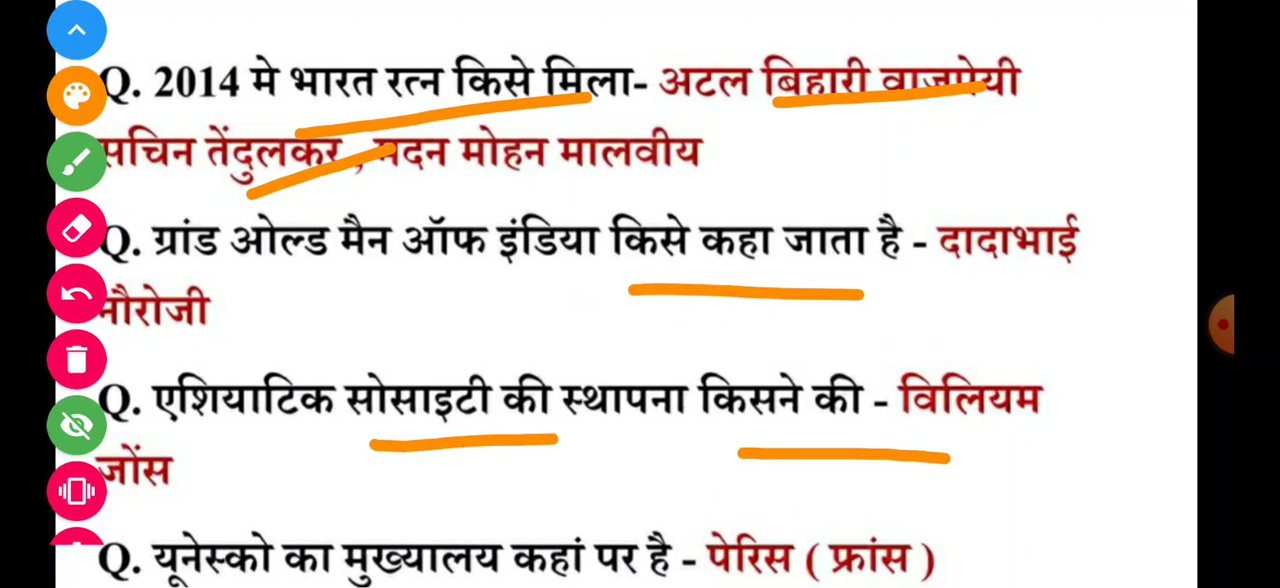 Q. 2014 मे भारत रत्न किसे मिला- अटल बिहारी वाजपेयी
सचिन तेंदुलकर , मदन मोहन मालवीय
Q. ग्रांड ओल्ड मैन ऑफ इंडिया किसे कहा जाता है - दादाभाई
नौरोजी
Q. एशियाटिक सोसाइटी की स्थापना किसने की - विलियम
जोंस
Q. यूनेस्को का मुख्यालय कहां पर है - पेरिस ( फ्रांस )